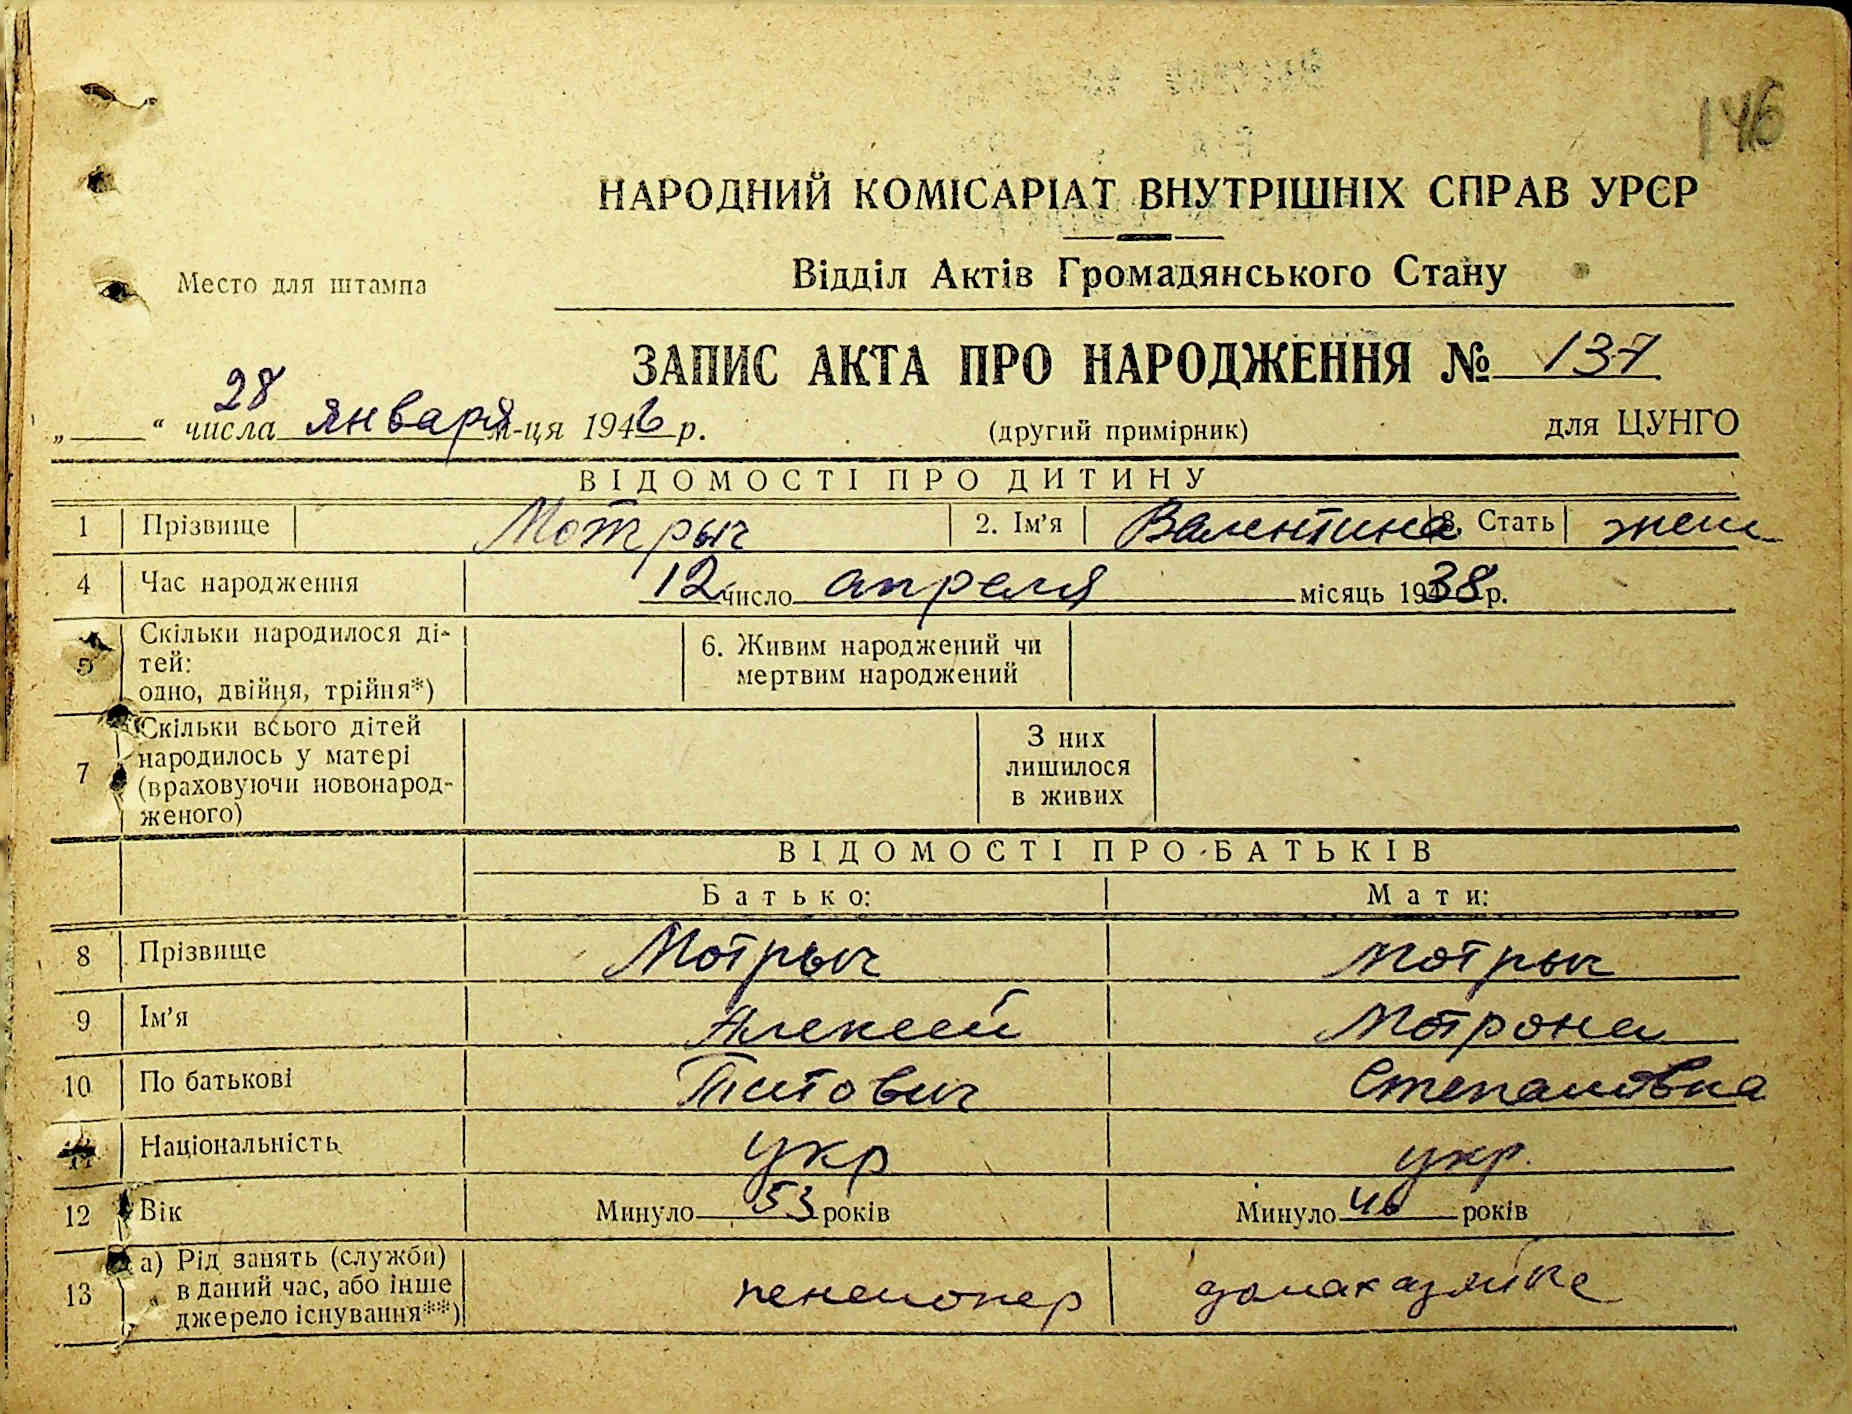 146
НАРОДНИЙ КОМІСАРІАТ ВНУТРІШНІХ СПРАВ УРСР
Відділ Актів Громадянського Стану
Место для штампа
ЗАПИС АКТА ПРО НАРОДЖЕННЯ № 137
„ “ 28 числа января м-ця 1946 р. (другий примірник) для ЦУНГО
ВІДОМОСТІ ПРО ДИТИНУ
1 Прізвище Мотрыч 2. Ім’я Валентина 3. Стать жен
4 Час народження 12 число апреля місяць 1938 р.
5 Скільки народилося ді-
тей:
одно, двійня, трійня*)
6. Живим народжений чи
мертвим народжений
7 Скільки всього дітей
народилось у матері
(враховуючи новонарод-
женого)
З них
лишилося
в живих
ВІДОМОСТІ ПРО БАТЬКІВ
Батько: Мати:
8 Прізвище Мотрыч Мотрыч
9 Ім’я Алексей Мотрона
10 По батькові Титович Степановна
11 Національність укр укр.
12 Вік Минуло 53 років Минуло 46 років
13 а) Рід занять (служби)
в даний час, або інше
джерело існування**)
пенсионер домохазяйка